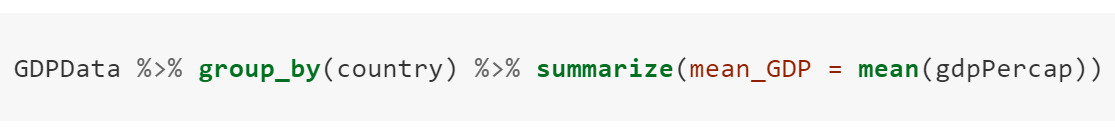 GDPData %>% group_by(country) %>% summarize(mean_GDP = mean(gdpPercap))